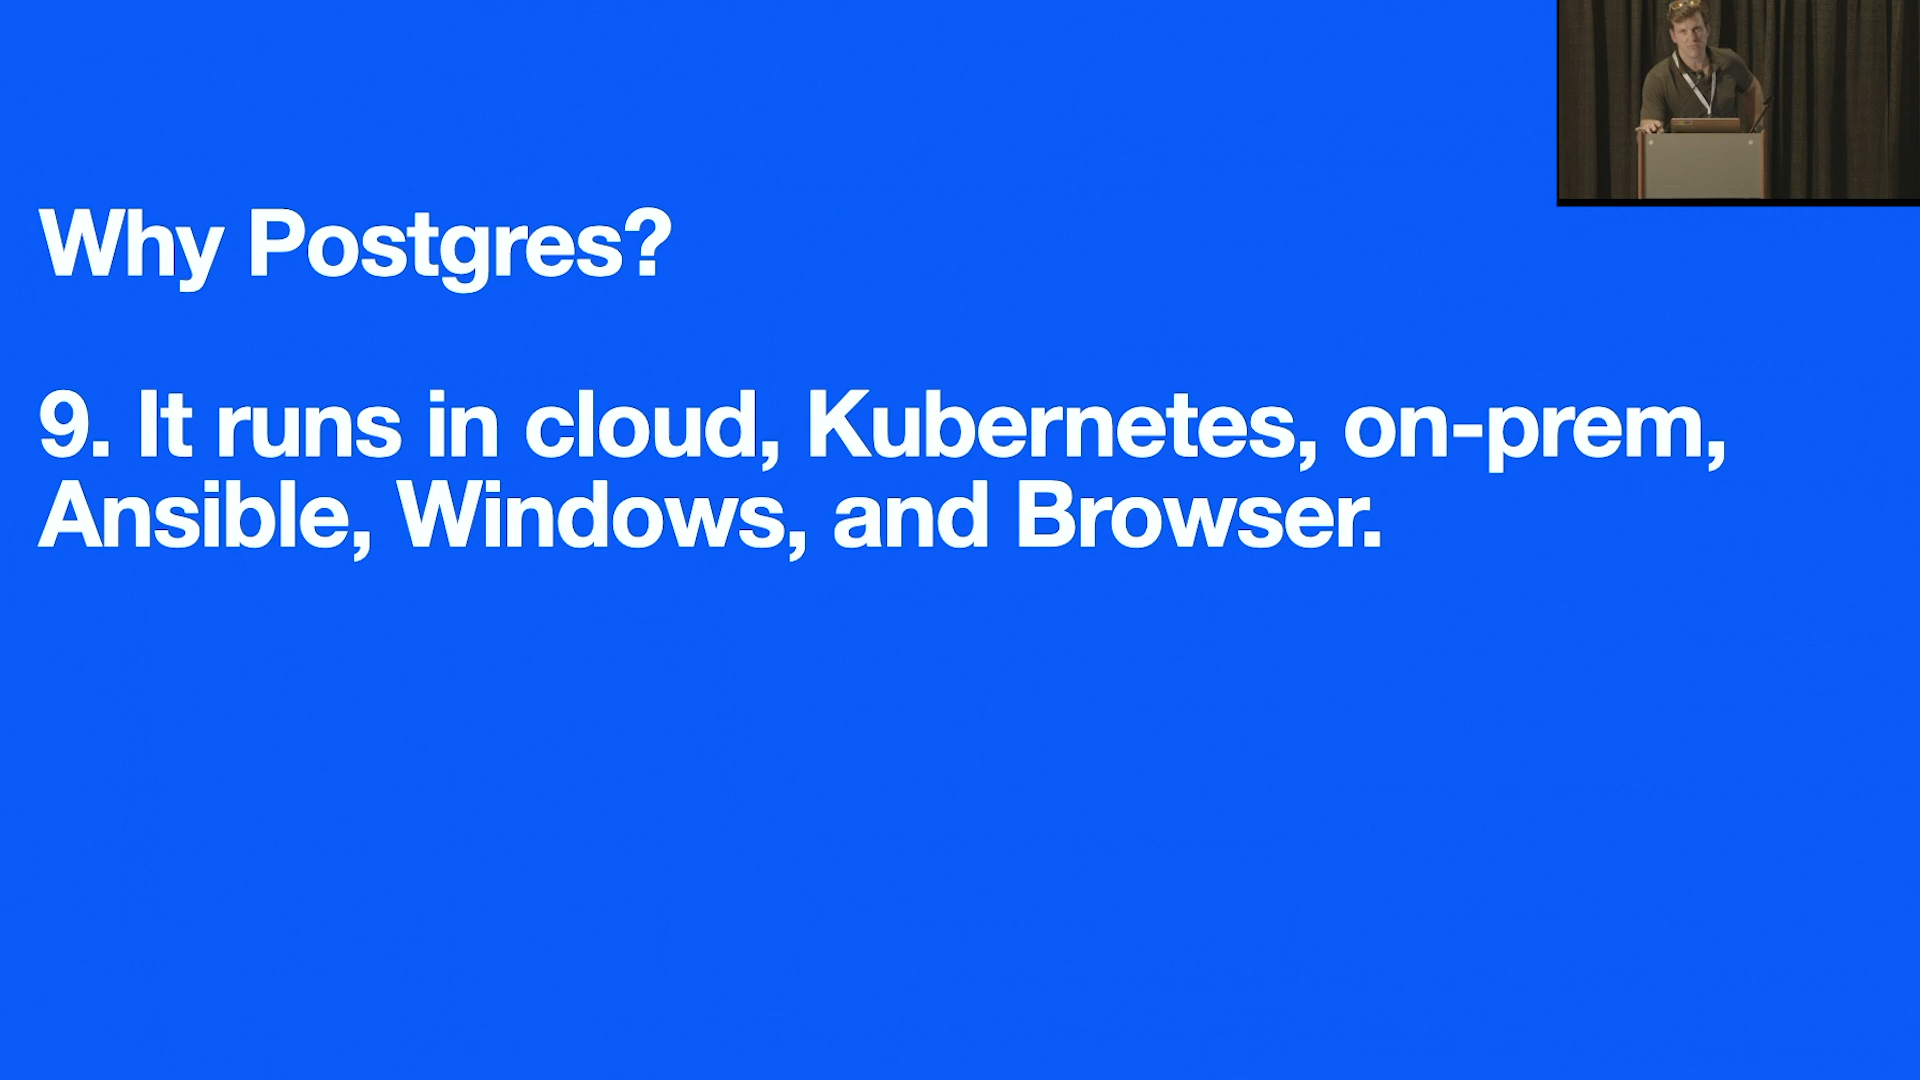 Why Postgres?
9. It runs in cloud, Kubernetes, on-prem,
Ansible, Windows, and Browser.